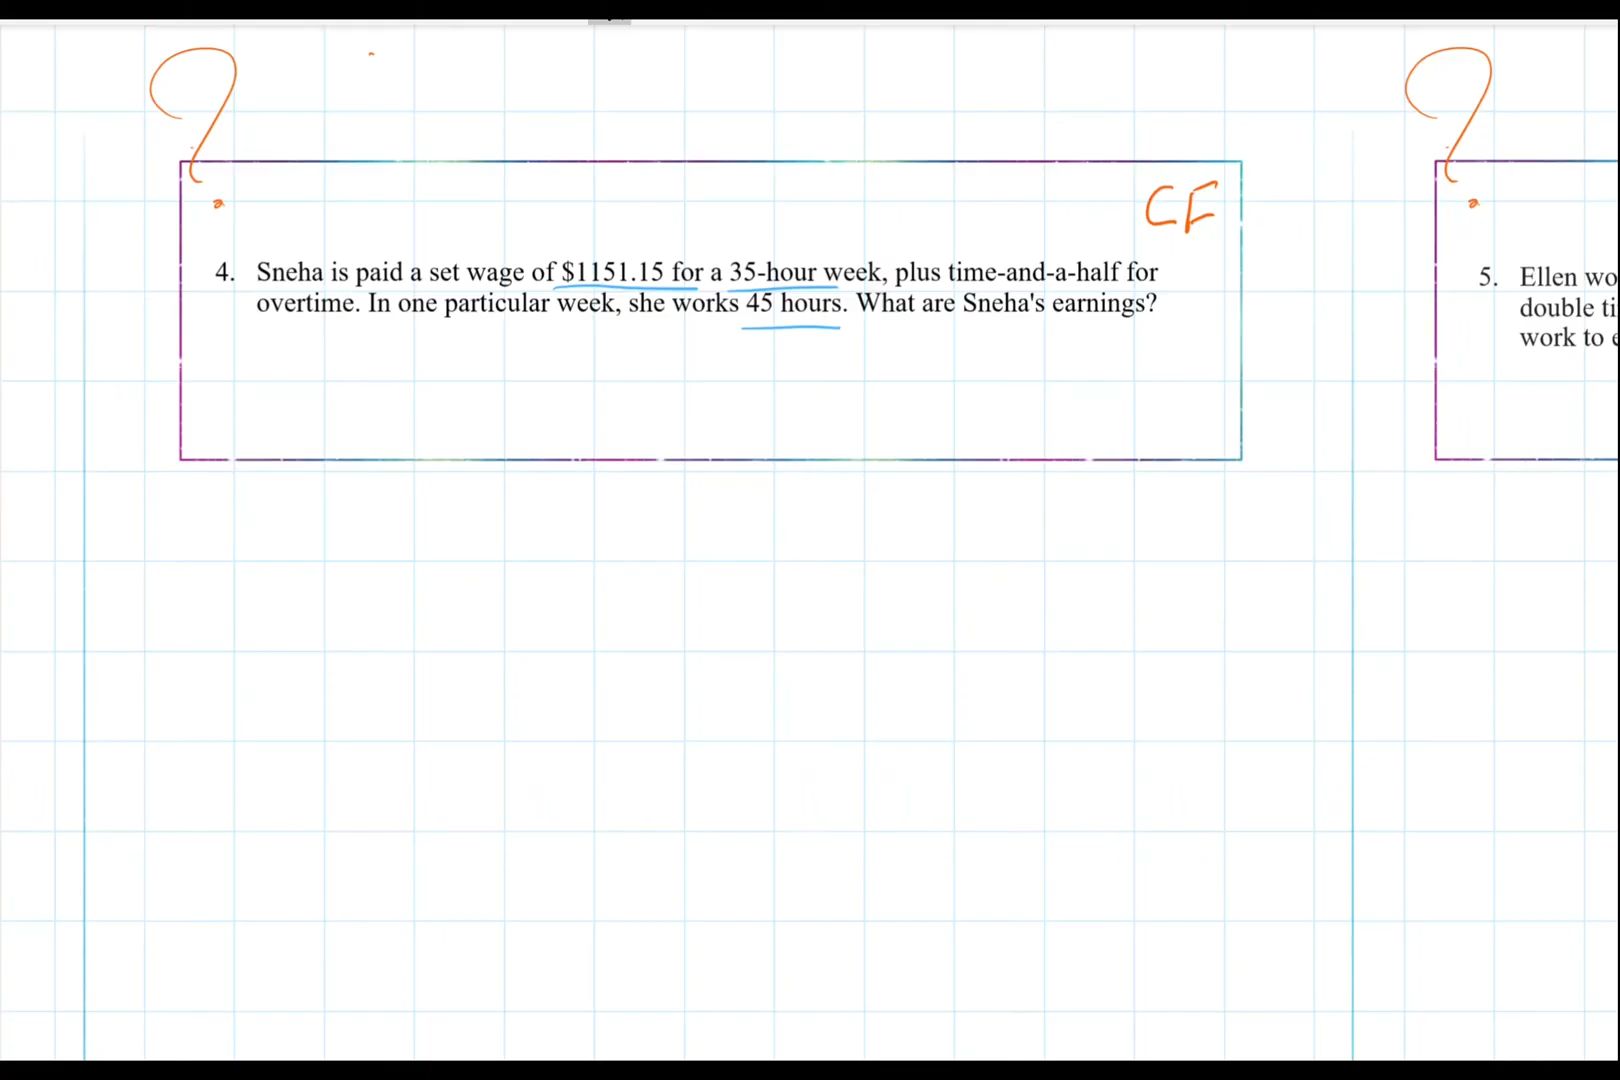 ?
CF
4. Sneha is paid a set wage of $1151.15 for a 35-hour week, plus time-and-a-half for
overtime. In one particular week, she works 45 hours. What are Sneha's earnings?
?
5. Ellen wo
double ti
work to e